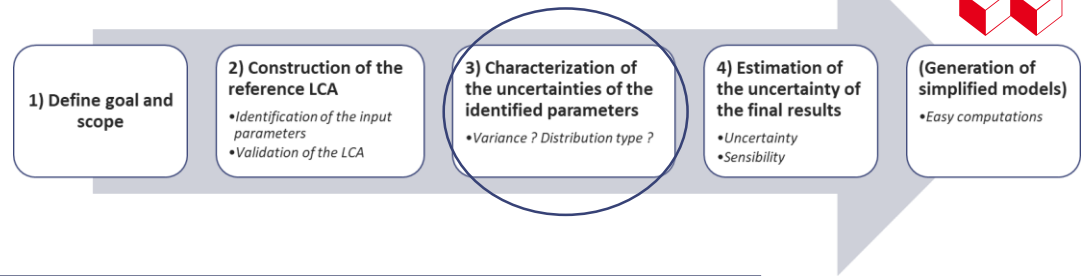 1) Define goal and
scope
2) Construction of the
reference LCA
•Identification of the input
parameters
•Validation of the LCA
3) Characterization of
the uncertainties of the
identified parameters
•Variance ? Distribution type ?
4) Estimation of
the uncertainty of
the final results
•Uncertainty
•Sensibility
(Generation of
simplified models)
•Easy computations